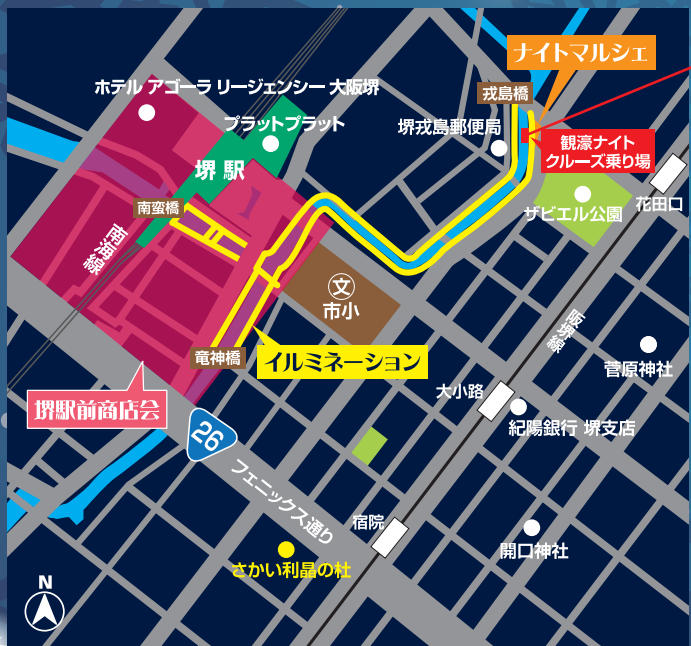 ナイトマルシェ
ホテル アゴーラ リージェンシー 大阪堺
戎島橋
プラットプラット
堺戎島郵便局
観濠ナイト
クルーズ乗り場
堺 駅
花田口
南蛮橋
ザビエル公園
南海線
文
市小
阪堺線
竜神橋
イルミネーション
菅原神社
大小路
堺駅前商店会
紀陽銀行 堺支店
26
フェニックス通り
宿院
開口神社
さかい利晶の杜
N